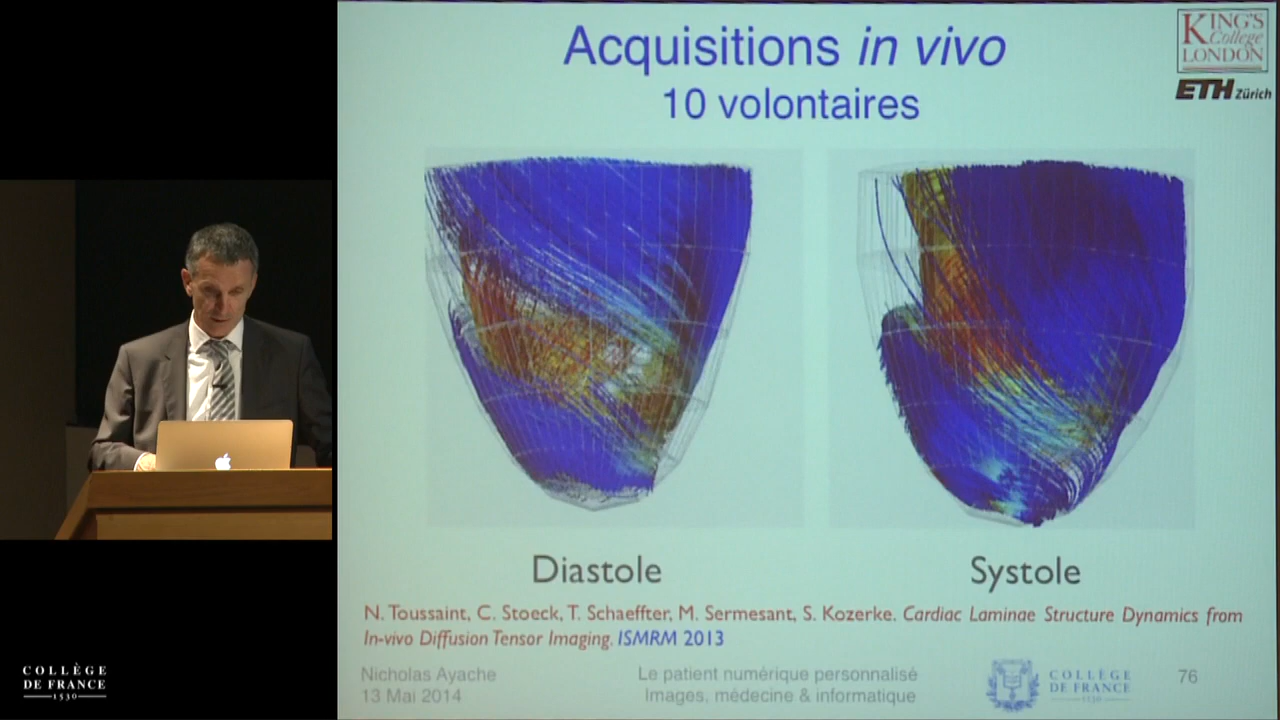 Acquisitions in vivo
10 volontaires
KING'S
College
LONDON
ETH Zürich
Diastole
Systole
N. Toussaint, C. Stoeck, T. Schaeffter, M. Sermesant, S. Kozerke. Cardiac Laminae Structure Dynamics from
In-vivo Diffusion Tensor Imaging. ISMRM 2013
Nicholas Ayache
13 Mai 2014
Le patient numérique personnalisé
Images, médecine & informatique
COLLÈGE
DE FRANCE
1530
76
COLLÈGE
DE FRANCE
1530